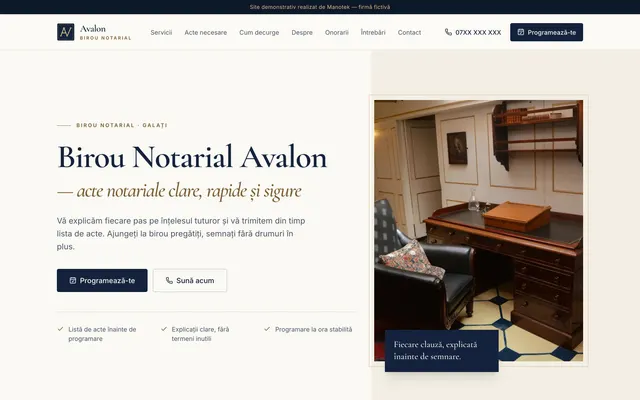 Site demonstrativ realizat de Manotek — firmă fictivă
AV
Avalon
BIROU NOTARIAL
Servicii
Acte necesare
Cum decurge
Despre
Onorarii
Întrebări
Contact
07XX XXX XXX
Programează-te
BIROU NOTARIAL · GALAȚI
Birou Notarial Avalon
— acte notariale clare, rapide și sigure
Vă explicăm fiecare pas pe înțelesul tuturor și vă trimitem din timp
lista de acte. Ajungeți la birou pregătiți, semnați fără drumuri în
plus.
Programează-te
Sună acum
Listă de acte înainte de
programare
Explicații clare, fără
termeni inutili
Programare la ora stabilită
Fiecare clauză, explicată
înainte de semnare.